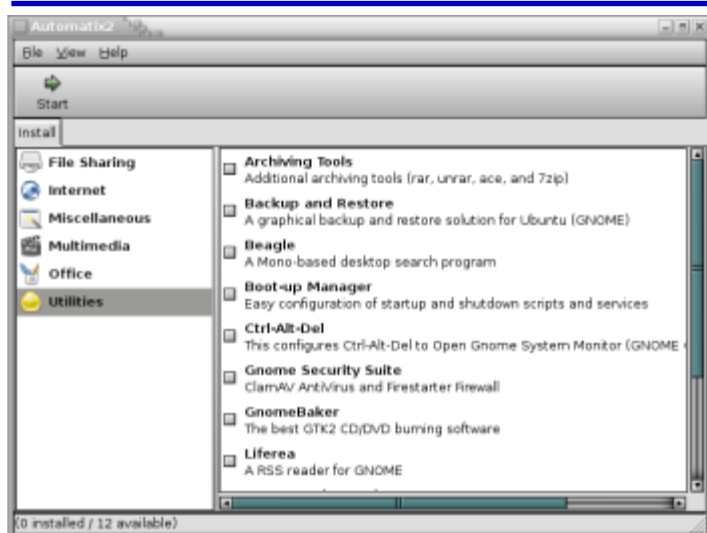 Automatix2
File View Help
Start
Install
File Sharing
Internet
Miscellaneous
Multimedia
Office
Utilities
Archiving Tools
Additional archiving tools (rar, unrar, ace, and 7zip)
Backup and Restore
A graphical backup and restore solution for Ubuntu (GNOME)
Beagle
A Mono-based desktop search program
Boot-up Manager
Easy configuration of startup and shutdown scripts and services
Ctrl-Alt-Del
This configures Ctrl-Alt-Del to Open Gnome System Monitor (GNOME
Gnome Security Suite
ClamAV AntiVirus and Firestarter Firewall
GnomeBaker
The best GTK2 CD/DVD burning software
Liferea
A RSS reader for GNOME
(0 installed / 12 available)